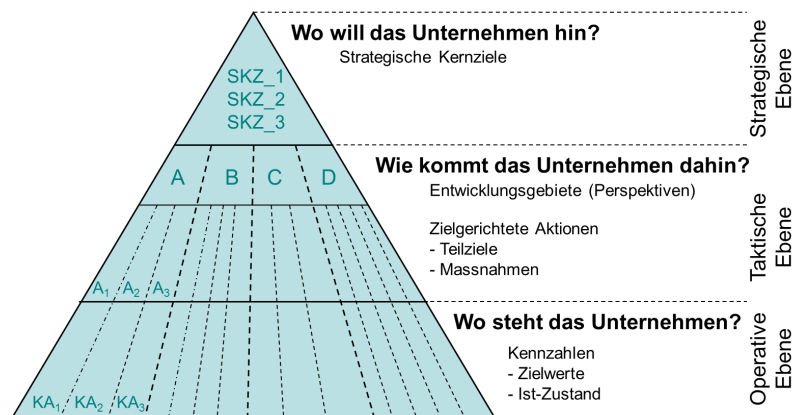 Wo will das Unternehmen hin?
Strategische Kernziele
SKZ_1
SKZ_2
SKZ_3
Strategische
Ebene
Wie kommt das Unternehmen dahin?
A B C D
Entwicklungsgebiete (Perspektiven)
Zielgerichtete Aktionen
- Teilziele
- Massnahmen
A₁ A₂ A₃
Taktische
Ebene
Wo steht das Unternehmen?
Kennzahlen
- Zielwerte
- Ist-Zustand
KA₁ KA₂ KA₃
Operative
Ebene